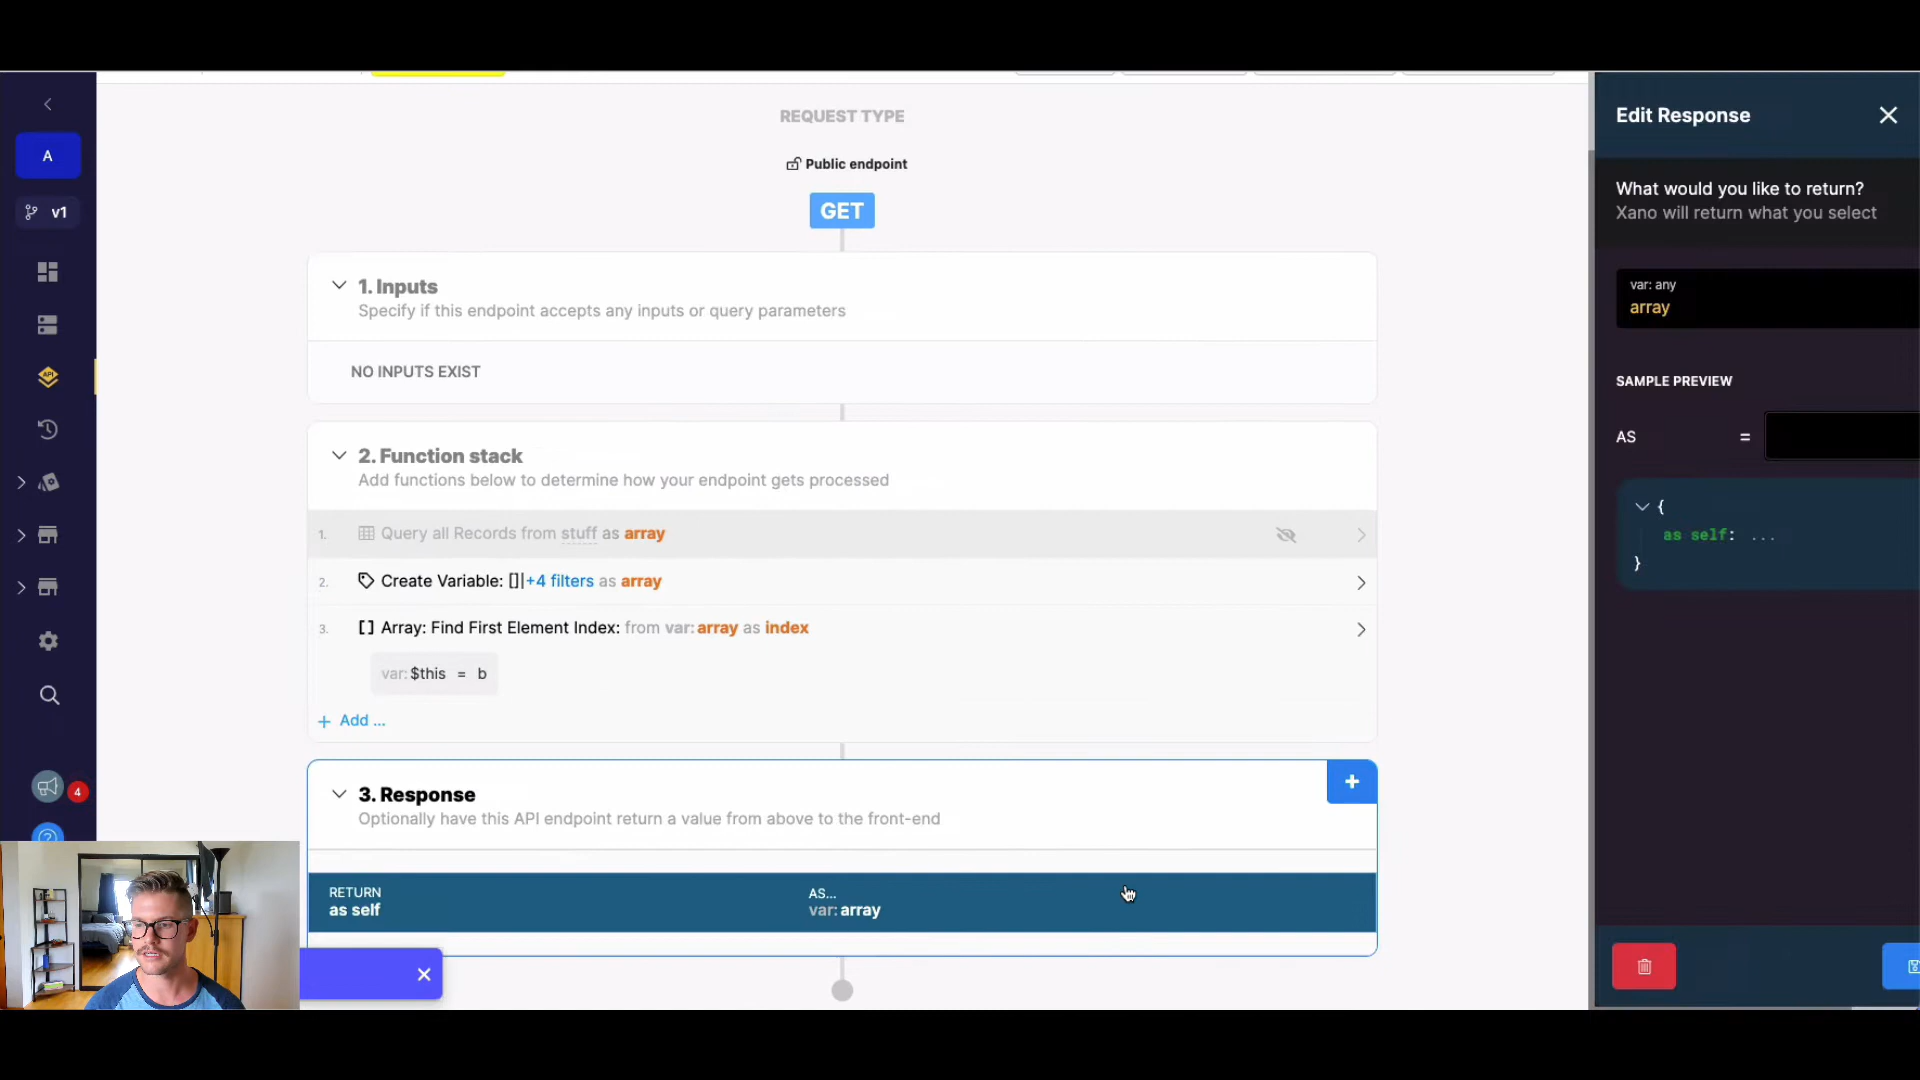 A
v1
4
REQUEST TYPE
Public endpoint
GET
1. Inputs
Specify if this endpoint accepts any inputs or query parameters
NO INPUTS EXIST
2. Function stack
Add functions below to determine how your endpoint gets processed
1. Query all Records from stuff as array
2. Create Variable: []|+4 filters as array
3. [] Array: Find First Element Index: from var: array as index
var: $this = b
+ Add ...
3. Response
Optionally have this API endpoint return a value from above to the front-end
RETURN AS...
as self var: array
Edit Response
What would you like to return?
Xano will return what you select
var: any
array
SAMPLE PREVIEW
AS =
{
as self: ...
}